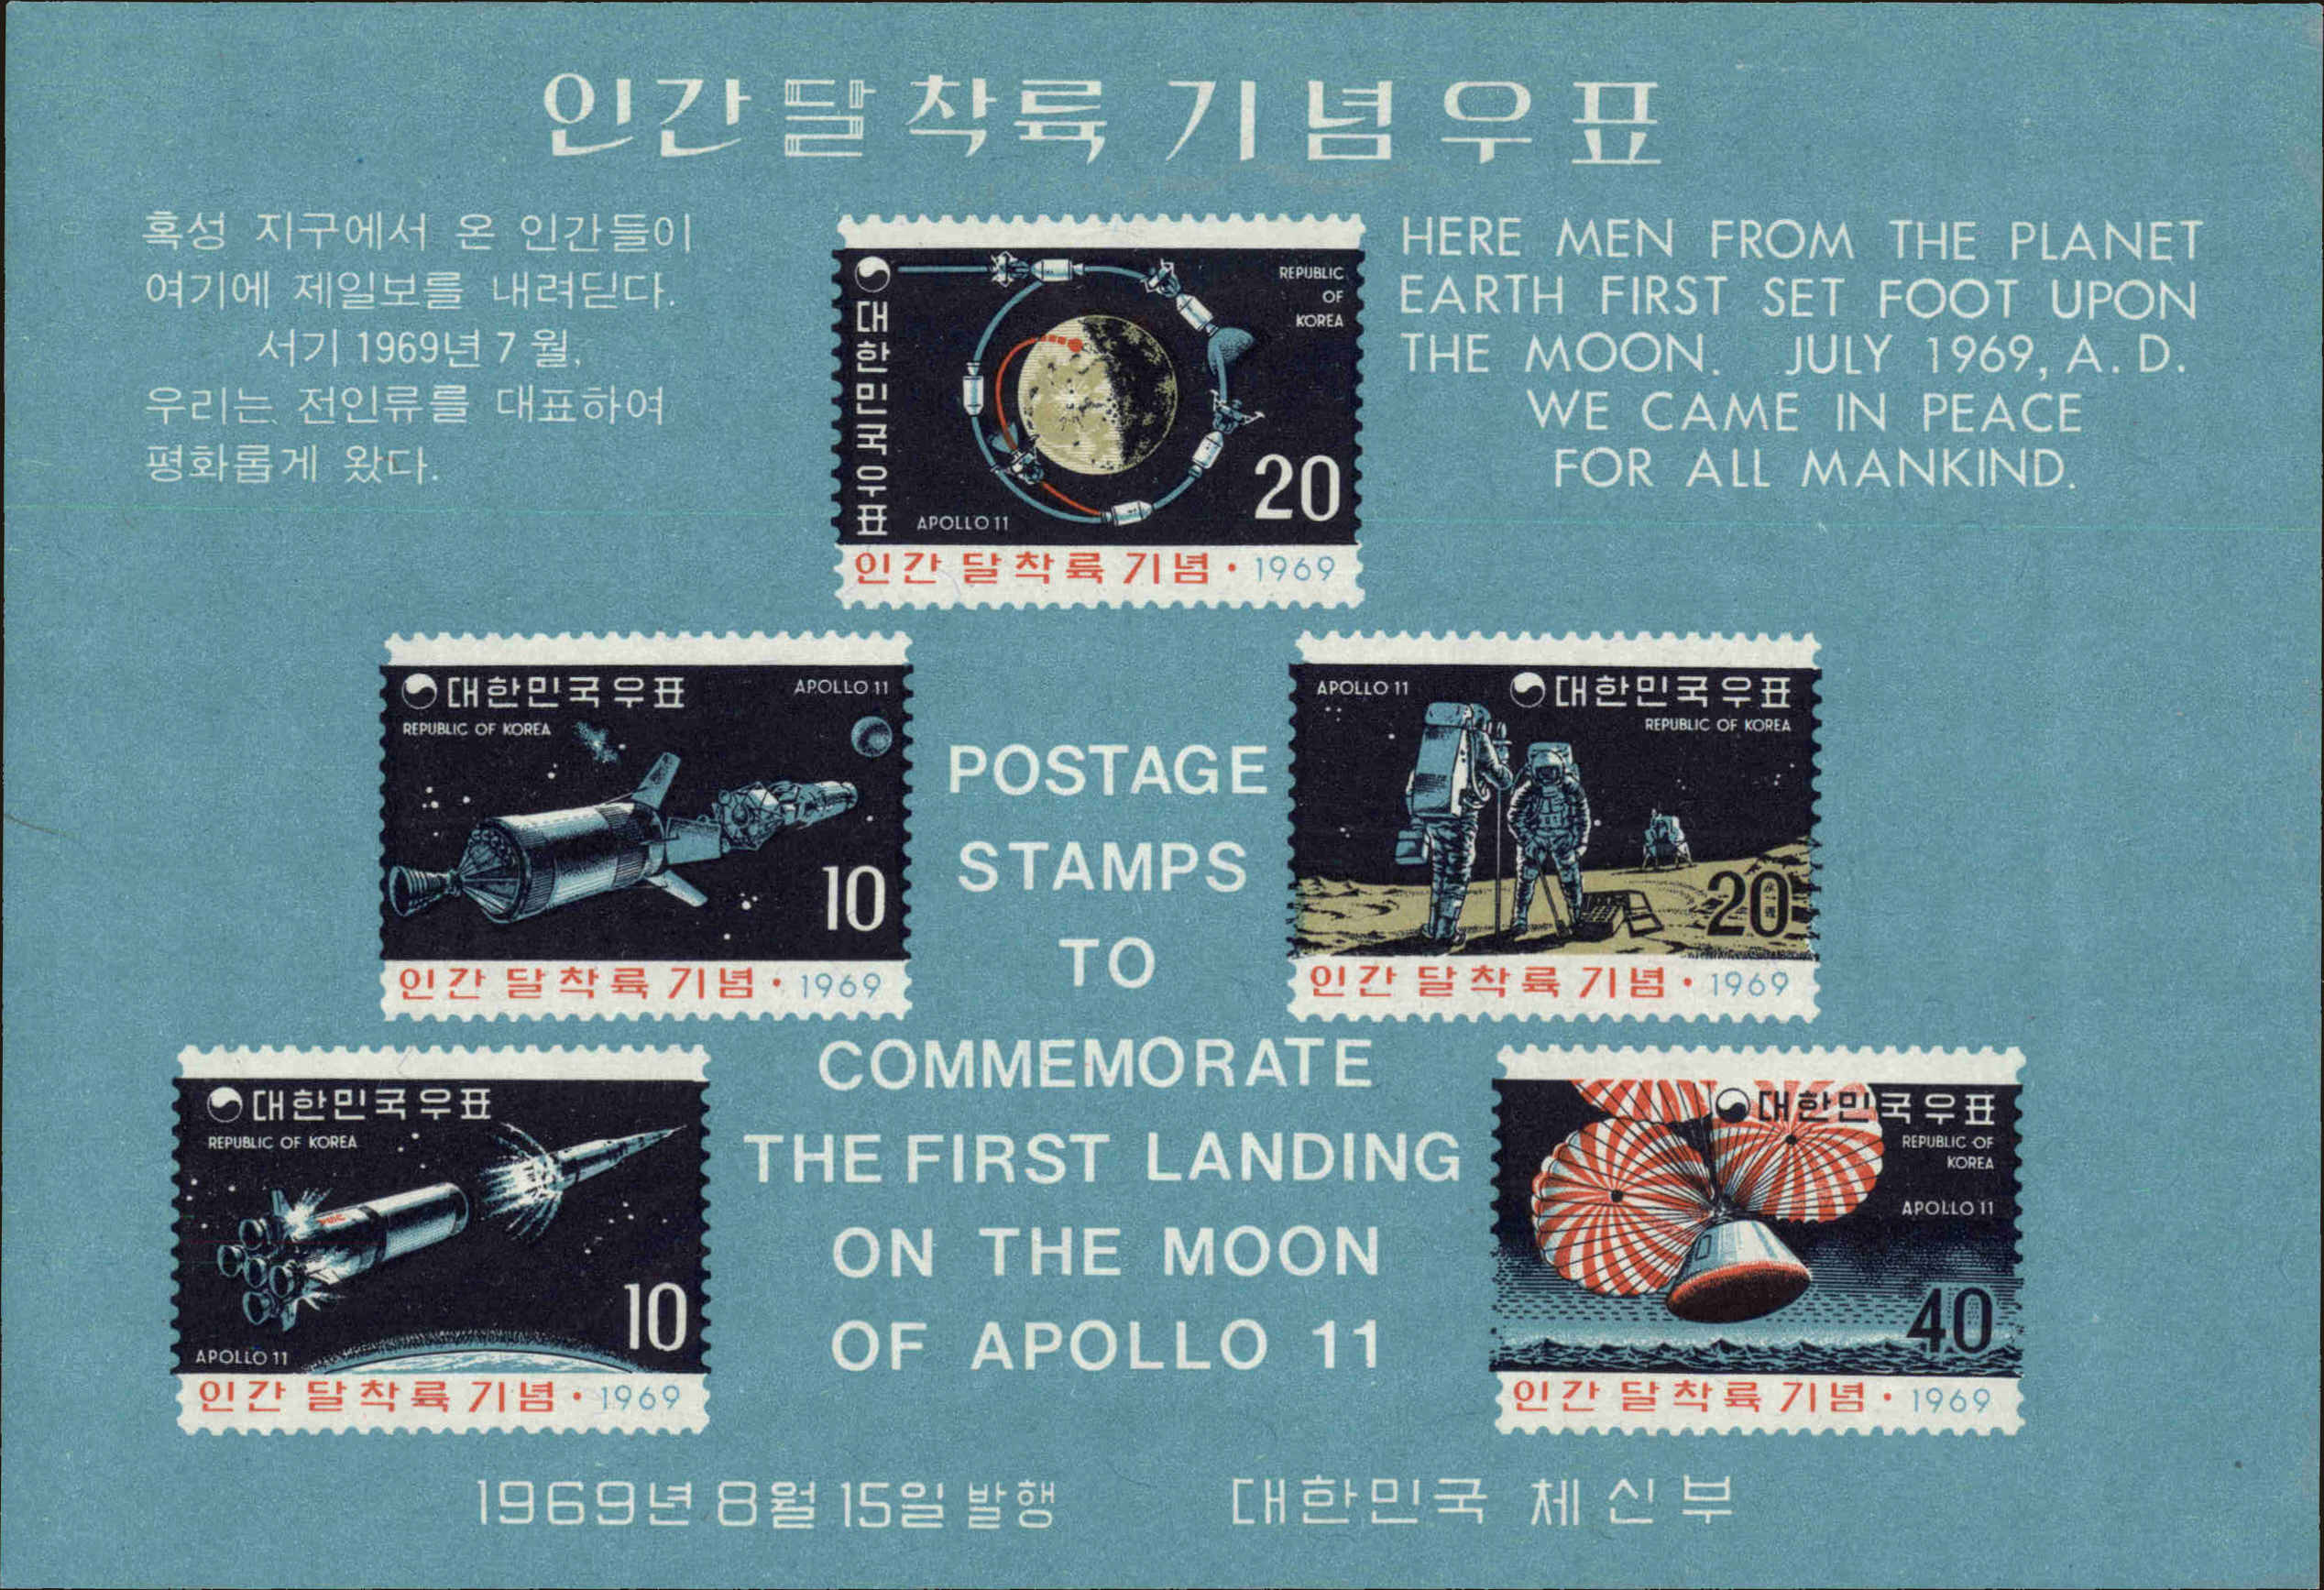 인간 달 착륙 기념우표
혹성 지구에서 온 인간들이
여기에 제일보를 내려딛다.
서기 1969년 7월,
우리는 전인류를 대표하여
평화롭게 왔다.
HERE MEN FROM THE PLANET
EARTH FIRST SET FOOT UPON
THE MOON. JULY 1969, A. D.
WE CAME IN PEACE
FOR ALL MANKIND.
대한민국우표
REPUBLIC
OF
KOREA
20
APOLLO 11
인간 달착륙 기념 · 1969
대한민국우표
APOLLO 11
REPUBLIC OF KOREA
10
인간 달착륙 기념 · 1969
APOLLO 11
대한민국우표
REPUBLIC OF KOREA
20
인간 달착륙 기념 · 1969
POSTAGE
STAMPS
TO
COMMEMORATE
THE FIRST LANDING
ON THE MOON
OF APOLLO 11
대한민국우표
REPUBLIC OF KOREA
10
APOLLO 11
인간 달착륙 기념 · 1969
대한민국우표
REPUBLIC OF
KOREA
APOLLO 11
40
인간 달착륙 기념 · 1969
1969년 8월 15일 발행
대한민국 체신부